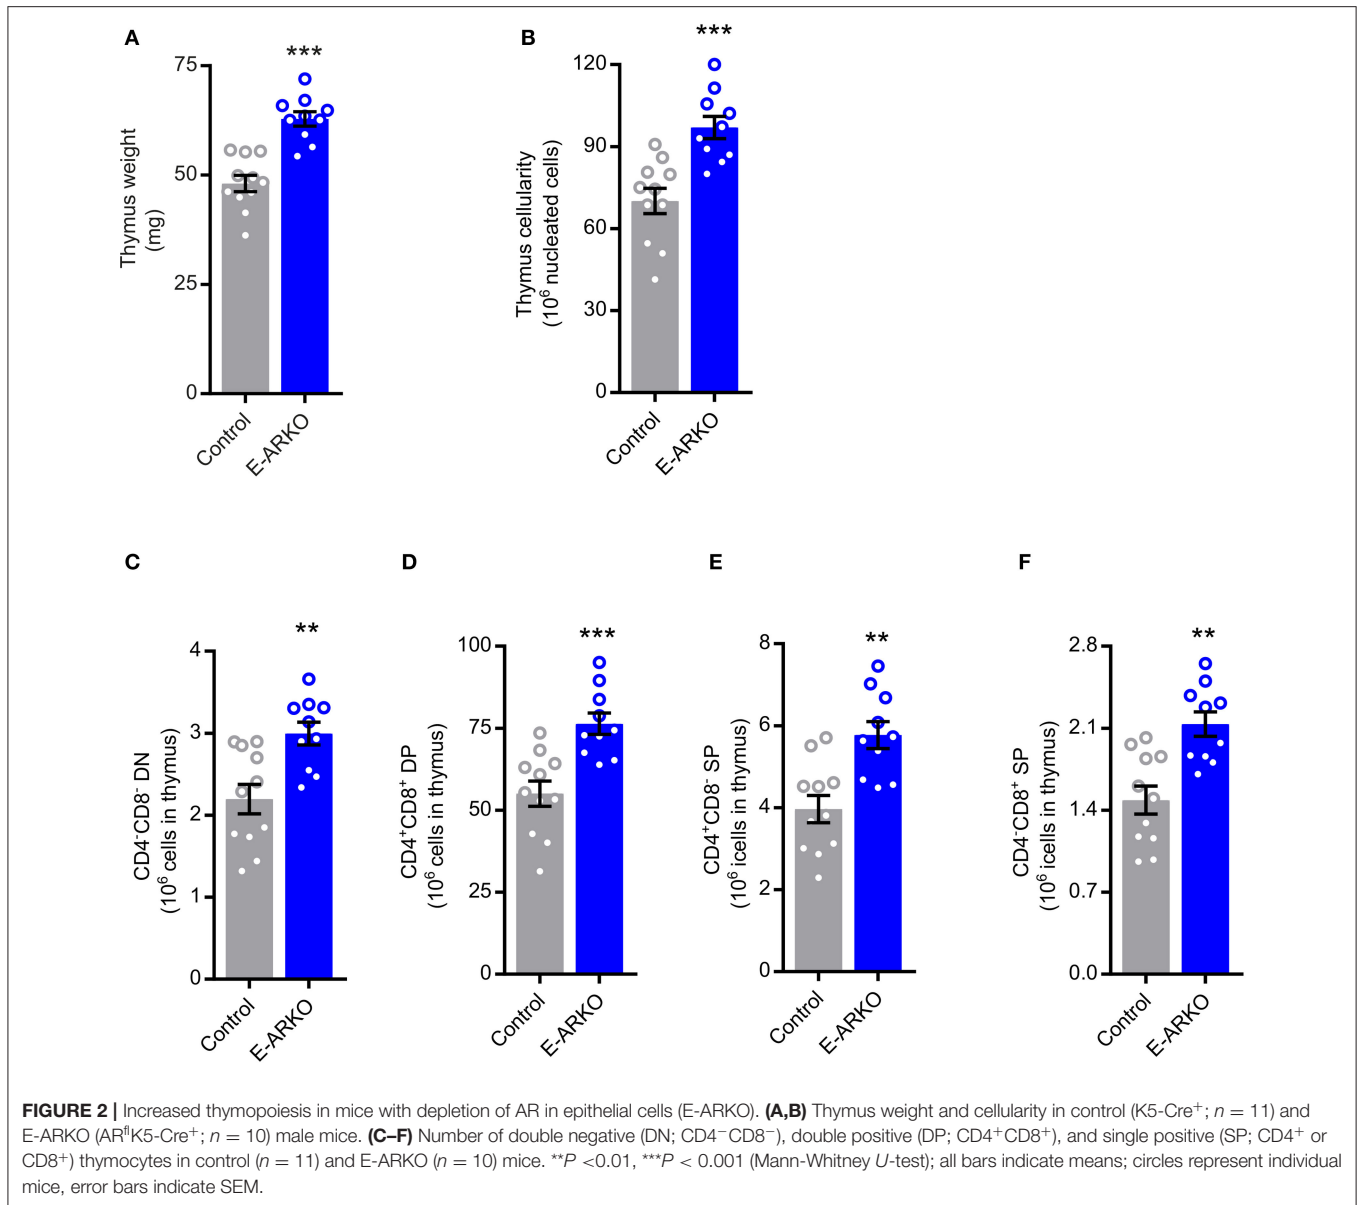 A
***
75
50
25
0
Thymus weight
(mg)
Control
E-ARKO
B
***
120
90
60
30
0
Thymus cellularity
(10⁶ nucleated cells)
Control
E-ARKO
C
**
4
3
2
1
0
CD4⁻CD8⁻ DN
(10⁶ cells in thymus)
Control
E-ARKO
D
***
100
75
50
25
0
CD4⁺CD8⁺ DP
(10⁶ cells in thymus)
Control
E-ARKO
E
**
8
6
4
2
0
CD4⁺CD8⁻ SP
(10⁶ icells in thymus)
Control
E-ARKO
F
**
2.8
2.1
1.4
0.7
0.0
CD4⁻CD8⁺ SP
(10⁶ icells in thymus)
Control
E-ARKO
FIGURE 2 | Increased thymopoiesis in mice with depletion of AR in epithelial cells (E-ARKO). (A,B) Thymus weight and cellularity in control (K5-Cre⁺; n = 11) and
E-ARKO (ARᶠˡK5-Cre⁺; n = 10) male mice. (C–F) Number of double negative (DN; CD4⁻CD8⁻), double positive (DP; CD4⁺CD8⁺), and single positive (SP; CD4⁺ or
CD8⁺) thymocytes in control (n = 11) and E-ARKO (n = 10) mice. **P <0.01, ***P < 0.001 (Mann-Whitney U-test); all bars indicate means; circles represent individual
mice, error bars indicate SEM.